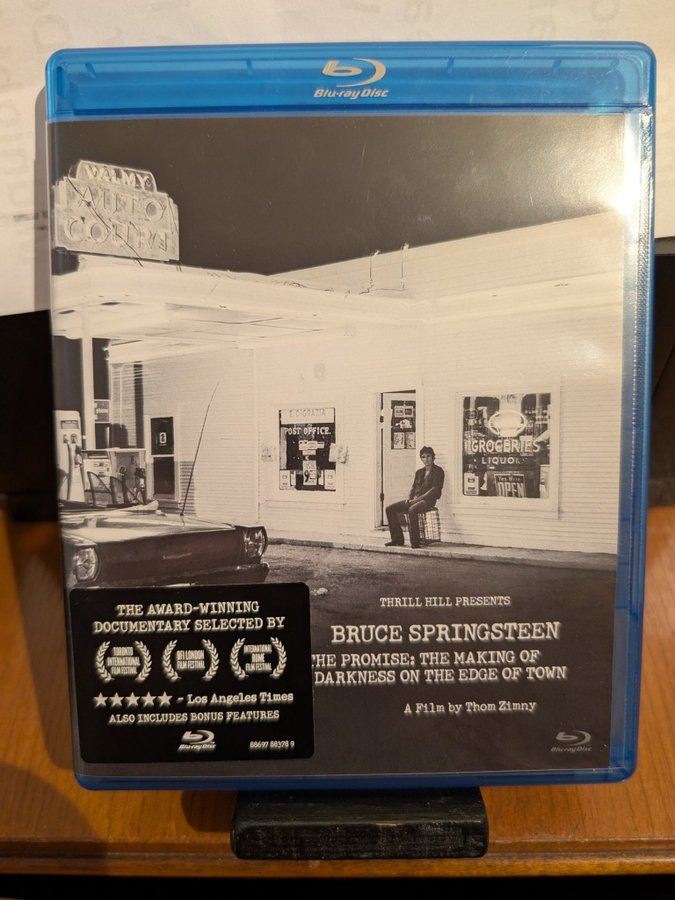 Blu-ray Disc
VALMY
AUTO
COURT
E. DIGRAZIA
POST OFFICE
GROCERIES
LIQUOR
OPEN
THRILL HILL PRESENTS
BRUCE SPRINGSTEEN
THE PROMISE: THE MAKING OF
DARKNESS ON THE EDGE OF TOWN
A Film by Thom Zimny
Blu-ray Disc
THE AWARD-WINNING
DOCUMENTARY SELECTED BY
TORONTO
INTERNATIONAL
FILM FESTIVAL
BFI LONDON
FILM FESTIVAL
INTERNATIONAL
ROME
FILM FESTIVAL
★★★★★ - Los Angeles Times
ALSO INCLUDES BONUS FEATURES
Blu-ray Disc
88697 88378 9